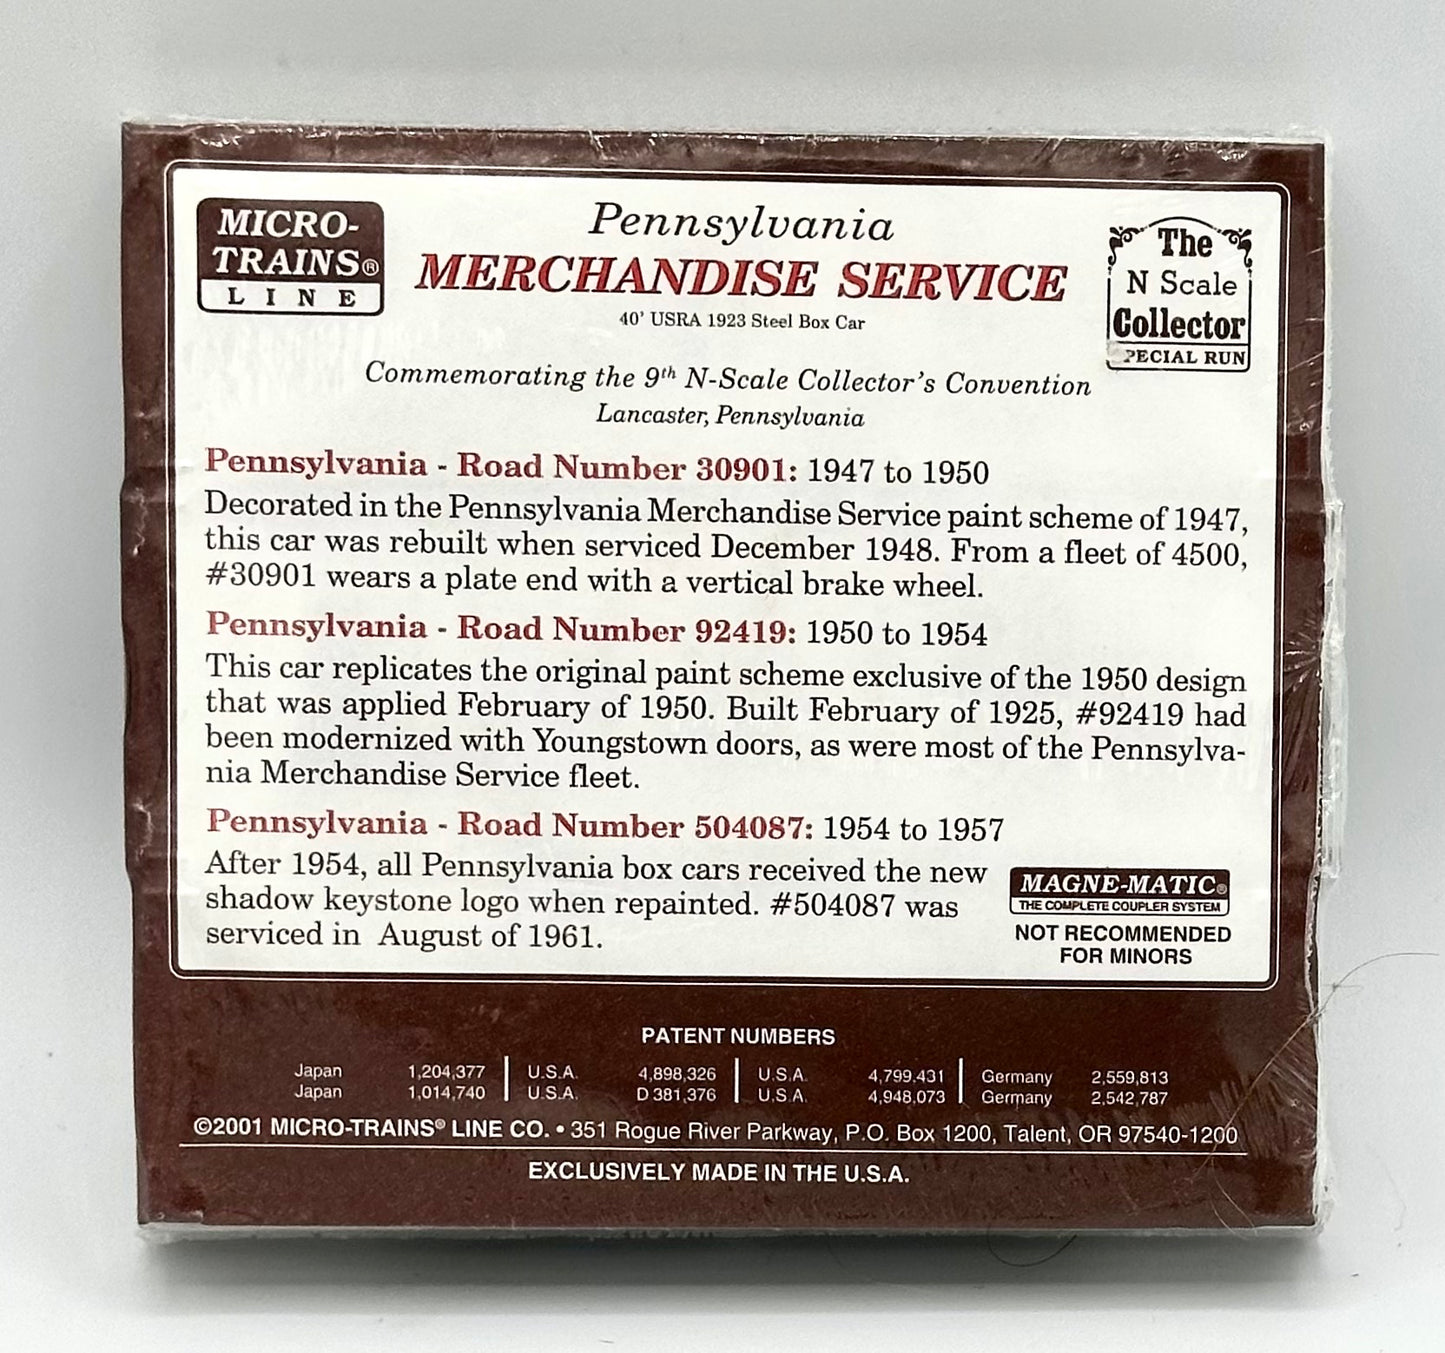 MICRO-
TRAINS®
LINE
Pennsylvania
MERCHANDISE SERVICE
40' USRA 1923 Steel Box Car
The
N Scale
Collector
PECIAL RUN
Commemorating the 9th N-Scale Collector's Convention
Lancaster, Pennsylvania
Pennsylvania - Road Number 30901: 1947 to 1950
Decorated in the Pennsylvania Merchandise Service paint scheme of 1947,
this car was rebuilt when serviced December 1948. From a fleet of 4500,
#30901 wears a plate end with a vertical brake wheel.
Pennsylvania - Road Number 92419: 1950 to 1954
This car replicates the original paint scheme exclusive of the 1950 design
that was applied February of 1950. Built February of 1925, #92419 had
been modernized with Youngstown doors, as were most of the Pennsylva-
nia Merchandise Service fleet.
Pennsylvania - Road Number 504087: 1954 to 1957
After 1954, all Pennsylvania box cars received the new
shadow keystone logo when repainted. #504087 was
serviced in August of 1961.
MAGNE-MATIC®
THE COMPLETE COUPLER SYSTEM
NOT RECOMMENDED
FOR MINORS
PATENT NUMBERS
Japan 1,204,377 | U.S.A. 4,898,326 | U.S.A. 4,799,431 | Germany 2,559,813
Japan 1,014,740 | U.S.A. D 381,376 | U.S.A. 4,948,073 | Germany 2,542,787
©2001 MICRO-TRAINS® LINE CO. • 351 Rogue River Parkway, P.O. Box 1200, Talent, OR 97540-1200
EXCLUSIVELY MADE IN THE U.S.A.